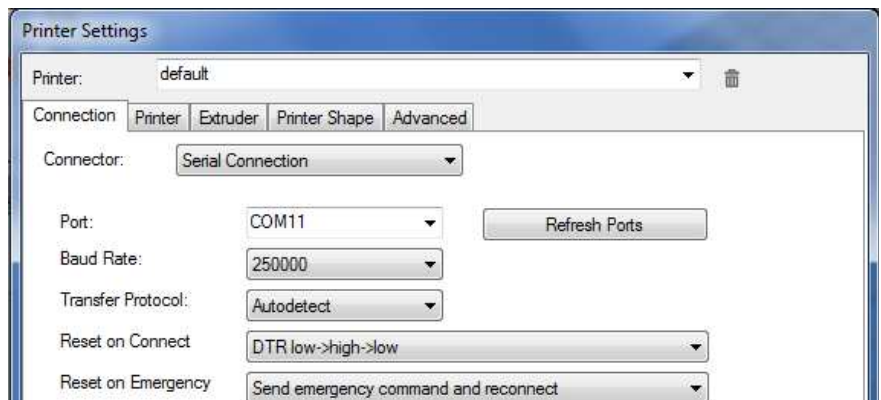 Printer Settings
Printer: default
Connection Printer Extruder Printer Shape Advanced
Connector: Serial Connection
Port: COM11 Refresh Ports
Baud Rate: 250000
Transfer Protocol: Autodetect
Reset on Connect DTR low->high->low
Reset on Emergency Send emergency command and reconnect